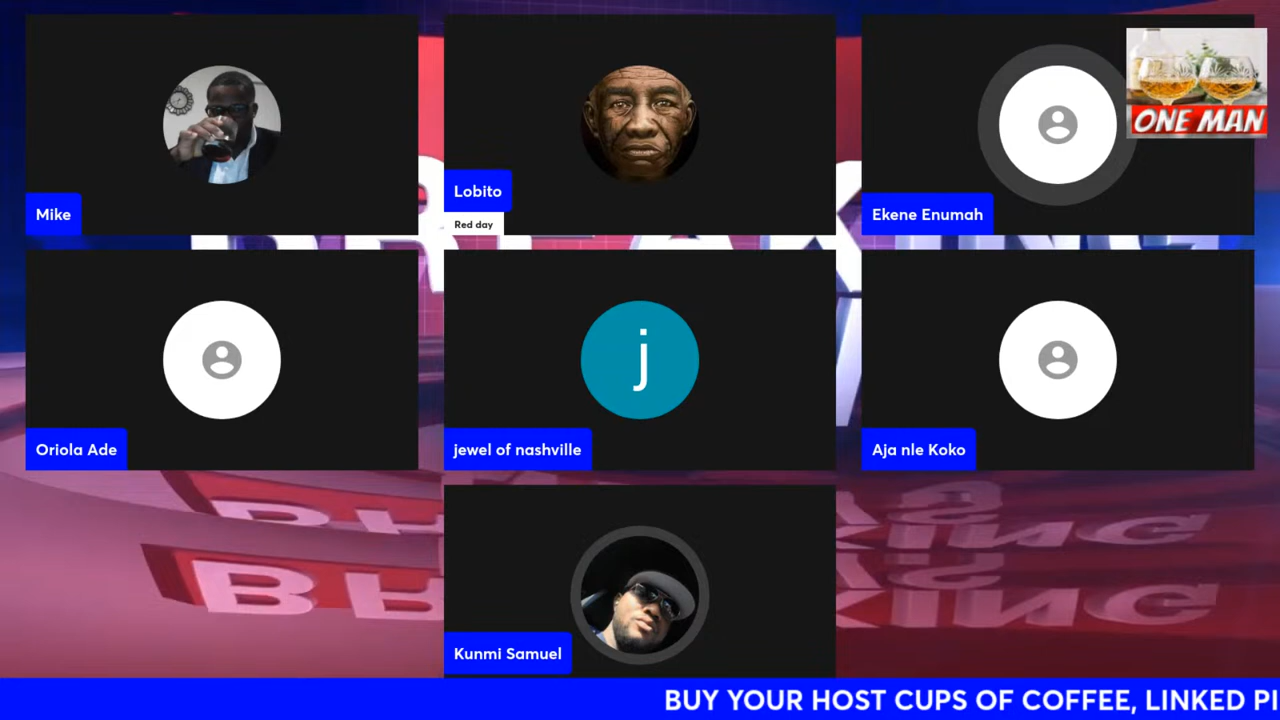 ONE MAN
Mike
Lobito
Red day
Ekene Enumah
Oriola Ade
j
jewel of nashville
Aja nle Koko
Kunmi Samuel
BUY YOUR HOST CUPS OF COFFEE, LINKED PI